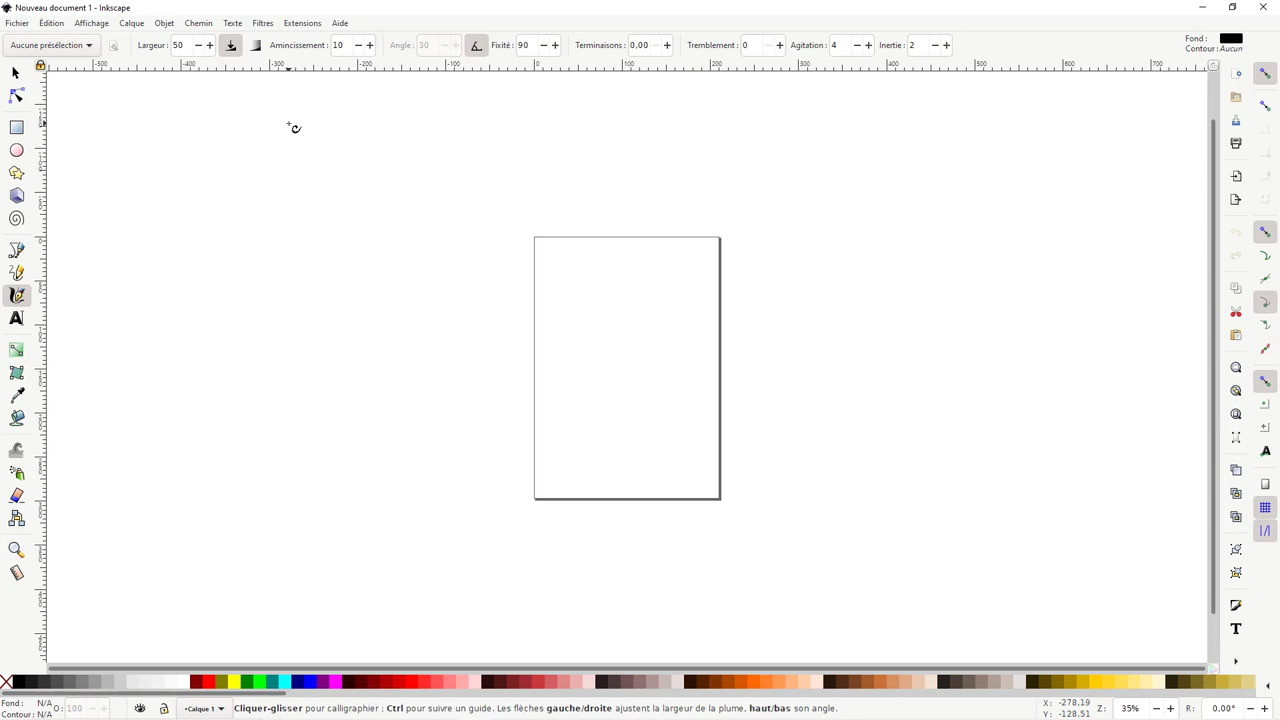 Nouveau document 1 - Inkscape
Fichier Édition Affichage Calque Objet Chemin Texte Filtres Extensions Aide
Aucune présélection Largeur : 50 Amincissement : 10 Angle : 30 Fixité : 90 Terminaisons : 0,00 Tremblement : 0 Agitation : 4 Inertie : 2 Fond :
Contour : Aucun
-500 -400 -300 -200 -100 0 100 200 300 400 500 600 700
Fond : N/A O: 100 Calque 1 Cliquer-glisser pour calligraphier ; Ctrl pour suivre un guide. Les flèches gauche/droite ajustent la largeur de la plume, haut/bas son angle. X: -278,19 Z: 35% R: 0.00°
Contour : N/A Y: -128,51